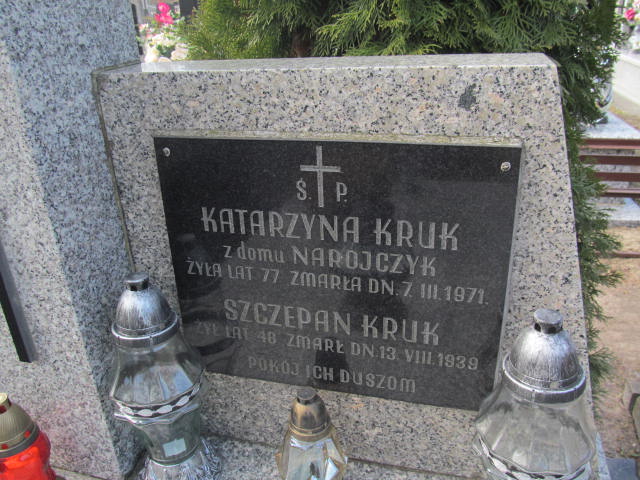 Ś. P.
KATARZYNA KRUK
z domu NAROJCZYK
ŻYŁA LAT 77 ZMARŁA DN. 7. III. 1971.
SZCZEPAN KRUK
ŻYŁ LAT 46 ZMARŁ DN. 13. VIII. 1939
POKÓJ ICH DUSZOM